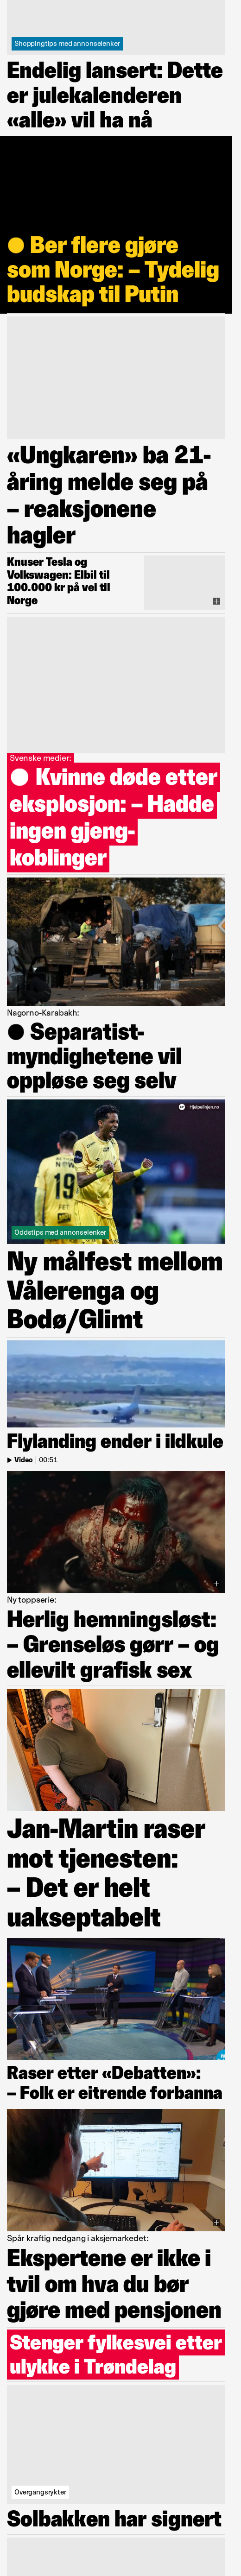 Shoppingtips med annonselenker
Endelig lansert: Dette
er julekalenderen
«alle» vil ha nå
Ber flere gjøre
som Norge: – Tydelig
budskap til Putin
«Ungkaren» ba 21-
åring melde seg på
– reaksjonene
hagler
Knuser Tesla og
Volkswagen: Elbil til
100.000 kr på vei til
Norge
Svenske medier:
Kvinne døde etter
eksplosjon: – Hadde
ingen gjeng-
koblinger
Nagorno-Karabakh:
Separatist-
myndighetene vil
oppløse seg selv
Hjelpelinjen.no
Oddstips med annonselenker
Ny målfest mellom
Vålerenga og
Bodø/Glimt
Flylanding ender i ildkule
Video | 00:51
Ny toppserie:
Herlig hemningsløst:
– Grenseløs gørr – og
ellevilt grafisk sex
Jan-Martin raser
mot tjenesten:
– Det er helt
uakseptabelt
Raser etter «Debatten»:
– Folk er eitrende forbanna
Spår kraftig nedgang i aksjemarkedet:
Ekspertene er ikke i
tvil om hva du bør
gjøre med pensjonen
Stenger fylkesvei etter
ulykke i Trøndelag
Overgangsrykter
Solbakken har signert